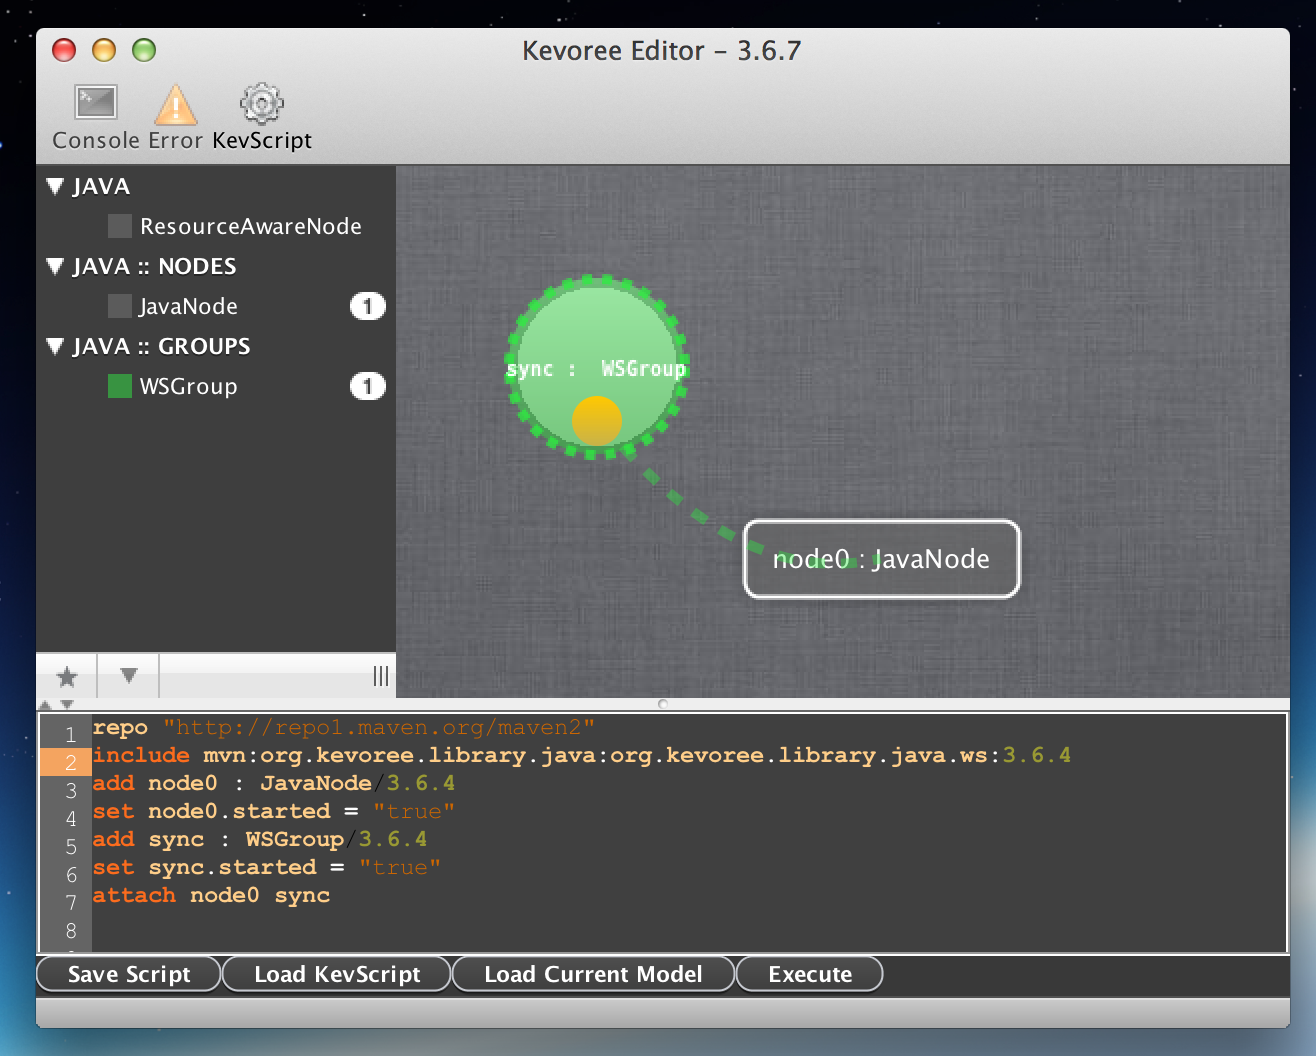 Kevoree Editor – 3.6.7
Console Error KevScript
JAVA
ResourceAwareNode
JAVA :: NODES
JavaNode 1
JAVA :: GROUPS
WSGroup 1
sync : WSGroup
node0 : JavaNode
1 repo "http://repo1.maven.org/maven2"
2 include mvn:org.kevoree.library.java:org.kevoree.library.java.ws:3.6.4
3 add node0 : JavaNode/3.6.4
4 set node0.started = "true"
5 add sync : WSGroup/3.6.4
6 set sync.started = "true"
7 attach node0 sync
8
Save Script Load KevScript Load Current Model Execute